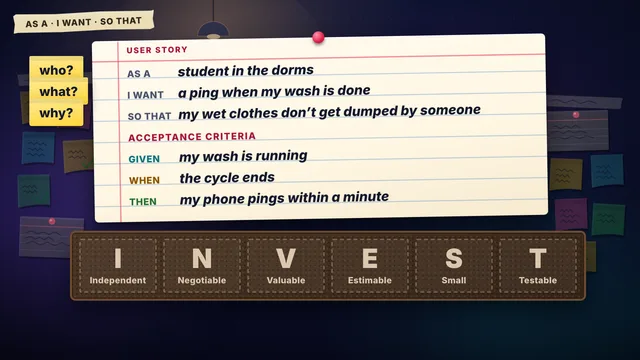 AS A · I WANT · SO THAT
who?
what?
why?
USER STORY
AS A student in the dorms
I WANT a ping when my wash is done
SO THAT my wet clothes don’t get dumped by someone
ACCEPTANCE CRITERIA
GIVEN my wash is running
WHEN the cycle ends
THEN my phone pings within a minute
I N V E S T
Independent Negotiable Valuable Estimable Small Testable